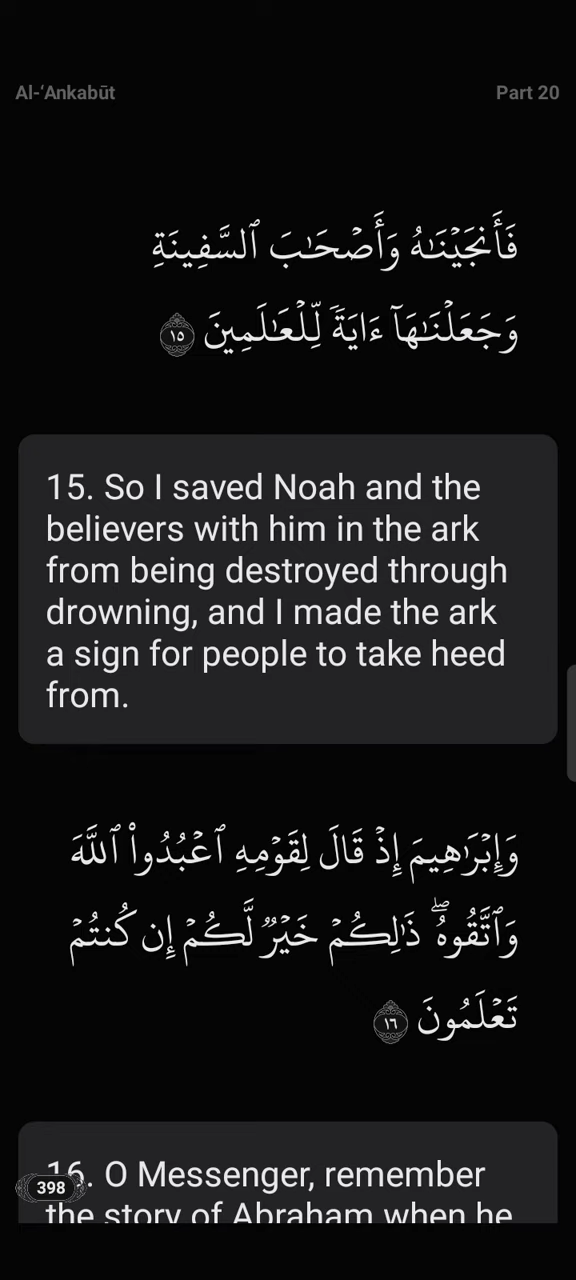 Al-‘Ankabūt
Part 20
فَأَنجَيْنَـٰهُ وَأَصْحَـٰبَ ٱلسَّفِينَةِ
وَجَعَلْنَـٰهَآ ءَايَةً لِّلْعَـٰلَمِينَ ١٥
15. So I saved Noah and the
believers with him in the ark
from being destroyed through
drowning, and I made the ark
a sign for people to take heed
from.
وَإِبْرَٰهِيمَ إِذْ قَالَ لِقَوْمِهِ ٱعْبُدُوا۟ ٱللَّهَ
وَٱتَّقُوهُ ۖ ذَٰلِكُمْ خَيْرٌ لَّكُمْ إِن كُنتُمْ
تَعْلَمُونَ ١٦
16. O Messenger, remember
398
the story of Abraham when he